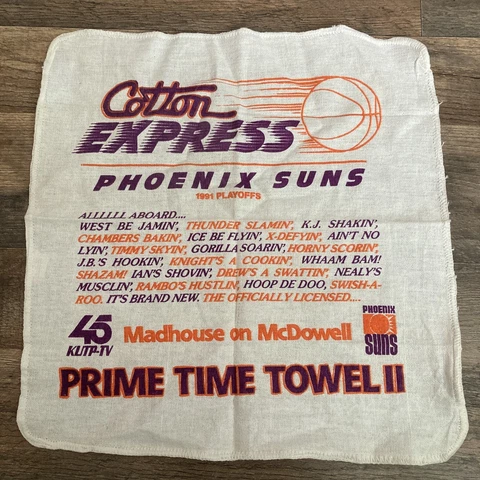 Cotton
EXPRESS
PHOENIX SUNS
1991 PLAYOFFS
ALLLLLL ABOARD....
WEST BE JAMIN', THUNDER SLAMIN', K.J. SHAKIN',
CHAMBERS BAKIN', ICE BE FLYIN', X-DEFYIN', AIN'T NO
LYIN', TIMMY SKYIN', GORILLA SOARIN', HORNY SCORIN',
J.B.'S HOOKIN', KNIGHT'S A COOKIN', WHAAM BAM!
SHAZAM! IAN'S SHOVIN', DREW'S A SWATTIN', NEALY'S
MUSCLIN', RAMBO'S HUSTLIN', HOOP DE DOO, SWISH-A-
ROO. IT'S BRAND NEW. THE OFFICIALLY LICENSED....
45
KUTP-TV
Madhouse on McDowell
PHOENIX
SUNS
PRIME TIME TOWEL II